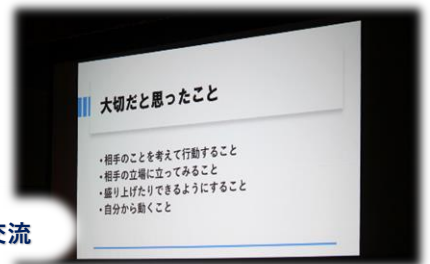 大切だと思ったこと
・相手のことを考えて行動すること
・相手の立場に立ってみること
・盛り上げたりできるようにすること
・自分から動くこと
交流